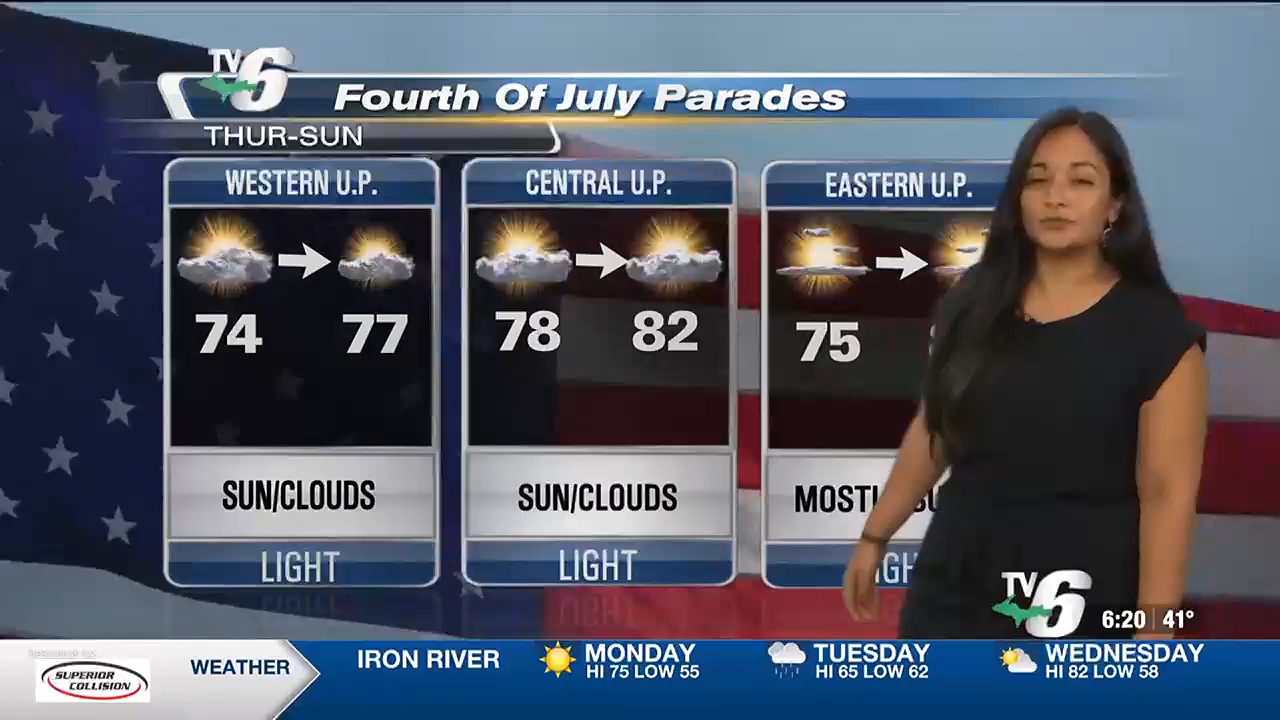 TV6
Fourth Of July Parades
THUR-SUN
WESTERN U.P.
74
77
SUN/CLOUDS
LIGHT
CENTRAL U.P.
78
82
SUN/CLOUDS
LIGHT
EASTERN U.P.
75
TV6
6:20 41°
SUPERIOR
COLLISION
WEATHER
IRON RIVER
MONDAY
HI 75 LOW 55
TUESDAY
HI 65 LOW 62
WEDNESDAY
HI 82 LOW 58